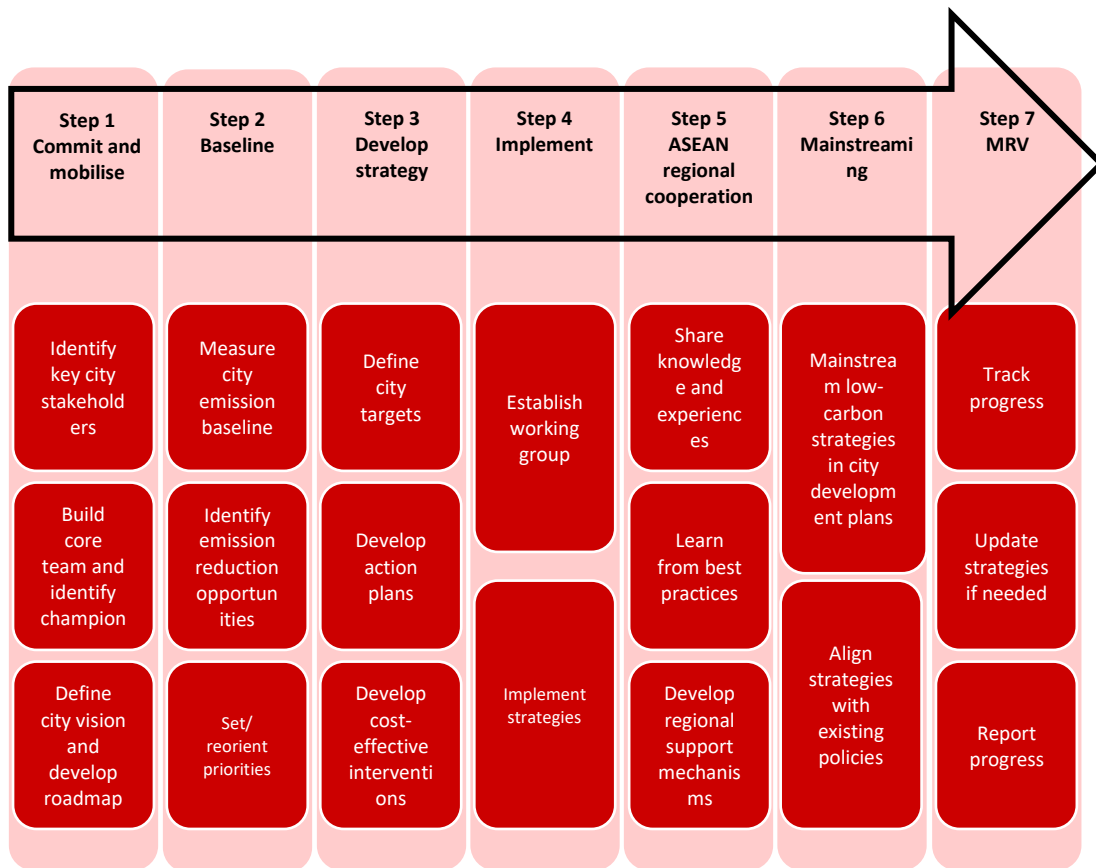 Step 1
Commit and
mobilise
Step 2
Baseline
Step 3
Develop
strategy
Step 4
Implement
Step 5
ASEAN
regional
cooperation
Step 6
Mainstreami
ng
Step 7
MRV
Identify
key city
stakehold
ers
Build
core
team and
identify
champion
Define
city vision
and
develop
roadmap
Measure
city
emission
baseline
Identify
emission
reduction
opportun
ities
Set/
reorient
priorities
Define
city
targets
Develop
action
plans
Develop
cost-
effective
interventi
ons
Establish
working
group
Implement
strategies
Share
knowledg
e and
experienc
es
Learn
from best
practices
Develop
regional
support
mechanis
ms
Mainstrea
m low-
carbon
strategies
in city
developm
ent plans
Align
strategies
with
existing
policies
Track
progress
Update
strategies
if needed
Report
progress